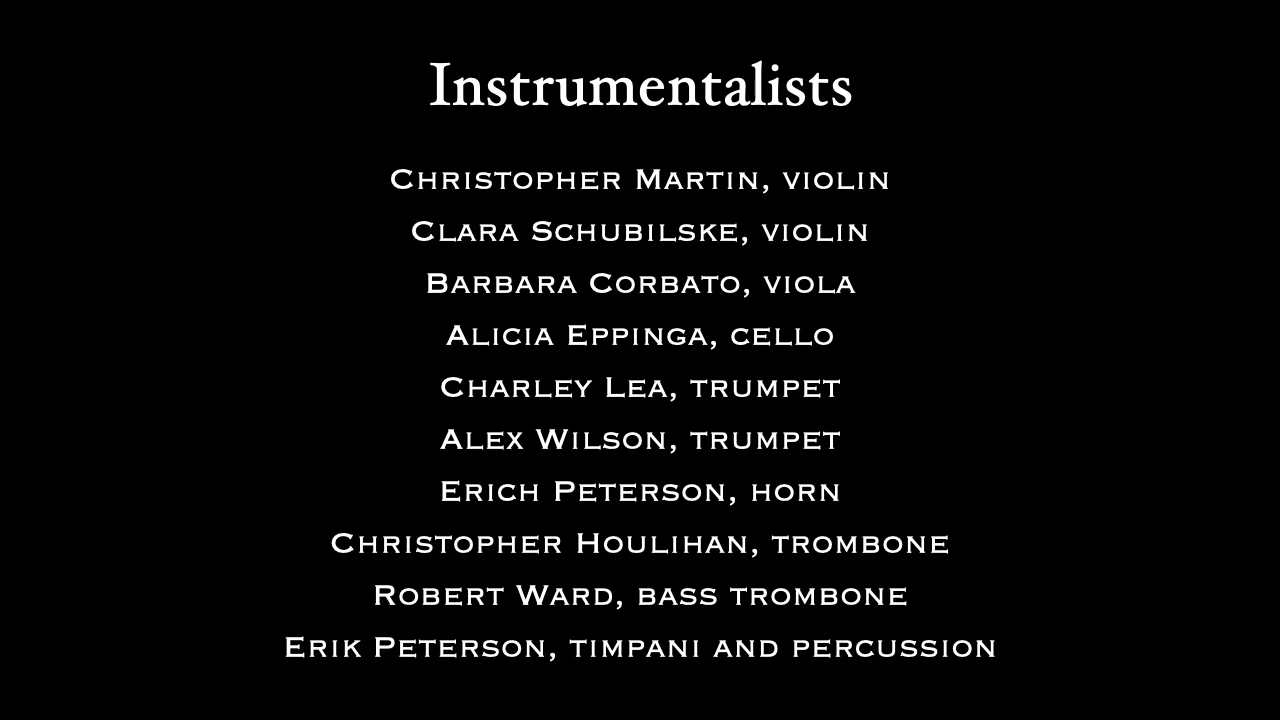 Instrumentalists
Christopher Martin, violin
Clara Schubilske, violin
Barbara Corbato, viola
Alicia Eppinga, cello
Charley Lea, trumpet
Alex Wilson, trumpet
Erich Peterson, horn
Christopher Houlihan, trombone
Robert Ward, bass trombone
Erik Peterson, timpani and percussion